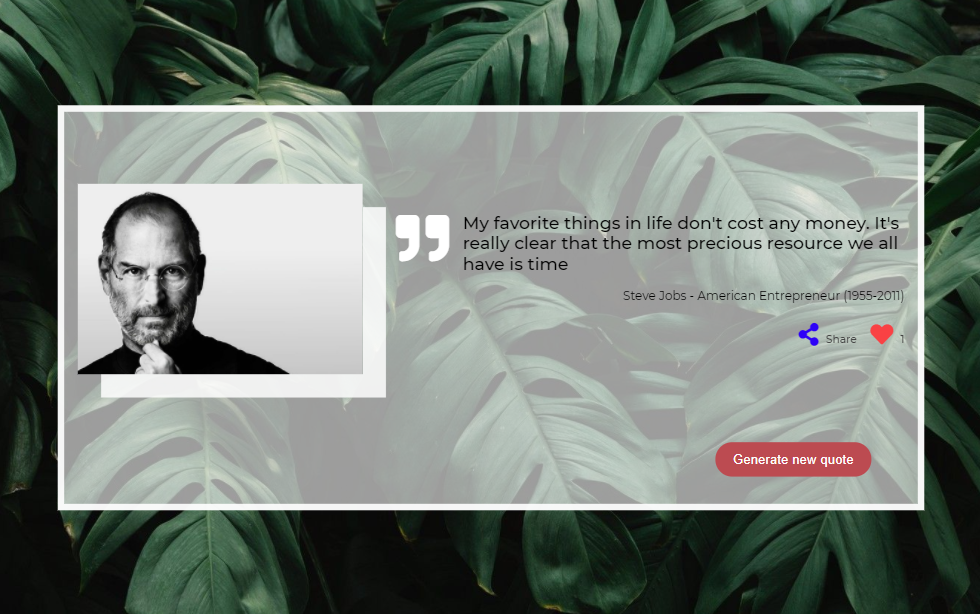 My favorite things in life don't cost any money. It's
really clear that the most precious resource we all
have is time
Steve Jobs - American Entrepreneur (1955-2011)
Share 1
Generate new quote